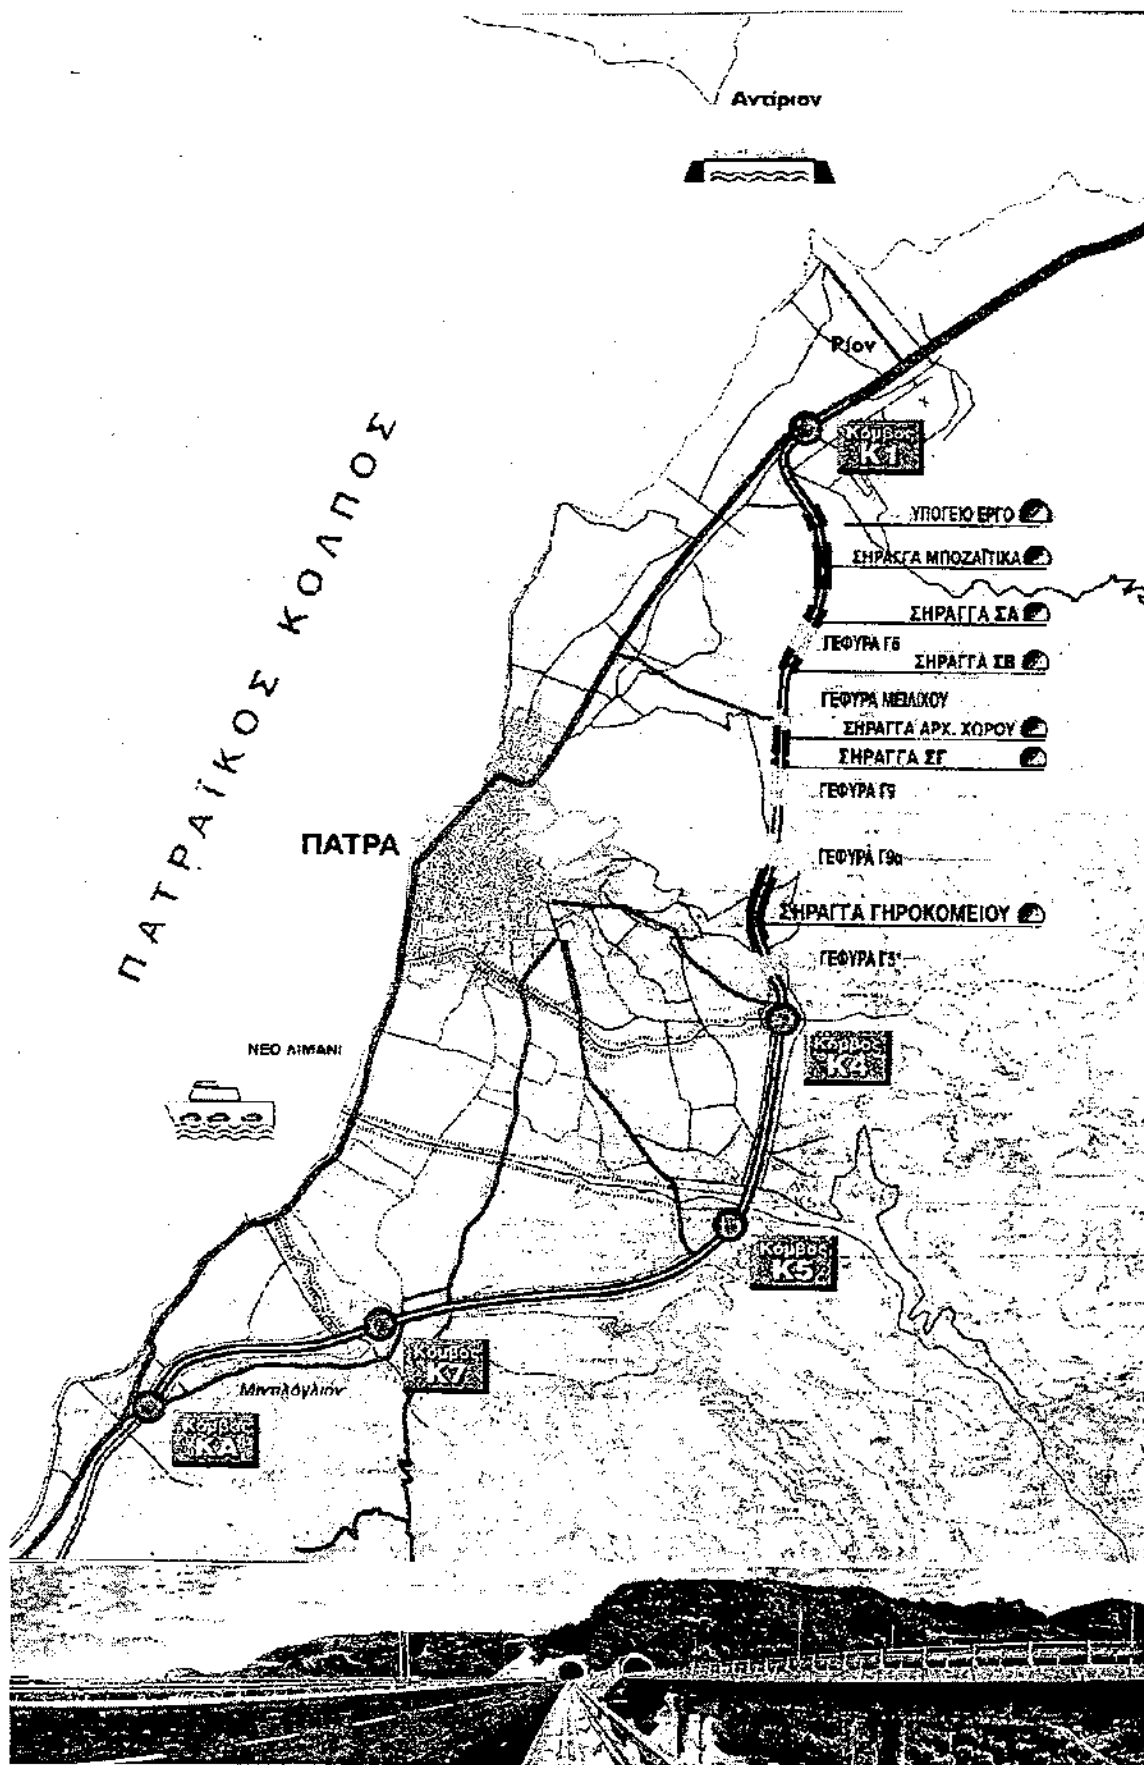 Αντίριον
Ρίον
Κόμβος
Κ1
ΥΠΟΓΕΙΟ ΕΡΓΟ
ΣΗΡΑΓΓΑ ΜΠΟΖΑΪΤΙΚΑ
ΣΗΡΑΓΓΑ ΣΑ
ΓΕΦΥΡΑ Γ6
ΣΗΡΑΓΓΑ ΣΒ
ΓΕΦΥΡΑ ΜΕΙΛΙΧΟΥ
ΣΗΡΑΓΓΑ ΑΡΧ. ΧΩΡΟΥ
ΣΗΡΑΓΓΑ ΣΓ
ΓΕΦΥΡΑ Γ9
ΠΑΤΡΑΪΚΟΣ ΚΟΛΠΟΣ
ΠΑΤΡΑ
ΓΕΦΥΡΑ Γ9α
ΣΗΡΑΓΓΑ ΓΗΡΟΚΟΜΕΙΟΥ
ΓΕΦΥΡΑ
ΝΕΟ ΛΙΜΑΝΙ
Κόμβος
Κ4
Κόμβος
Κ5
Κόμβος
Κ7
Μιντιλόγλιον
Κόμβος
ΚΑ